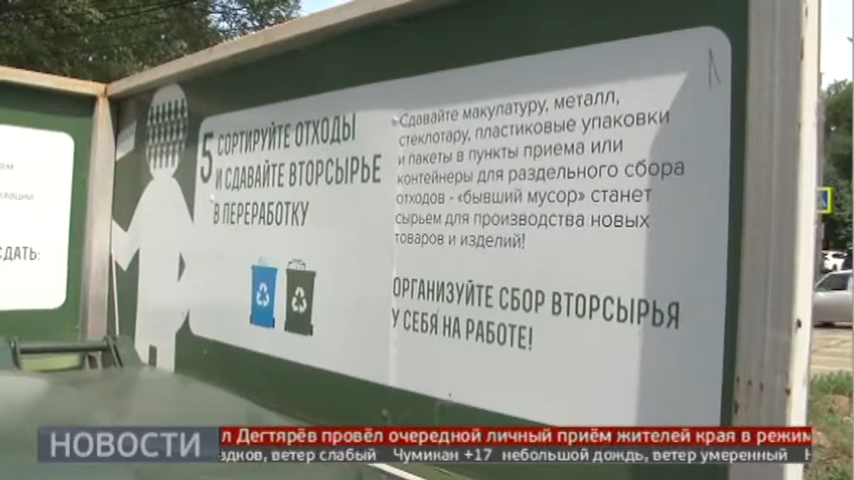 5 СОРТИРУЙТЕ ОТХОДЫ
И СДАВАЙТЕ ВТОРСЫРЬЕ
В ПЕРЕРАБОТКУ
Сдавайте макулатуру, металл,
стеклотару, пластиковые упаковки
и пакеты в пункты приема или
контейнеры для раздельного сбора
отходов - «бывший мусор» станет
сырьем для производства новых
товаров и изделий!
ОРГАНИЗУЙТЕ СБОР ВТОРСЫРЬЯ
У СЕБЯ НА РАБОТЕ!
СДАТЬ:
НОВОСТИ
л Дегтярёв провёл очередной личный приём жителей края в режим
адков, ветер слабый Чумикан +17 небольшой дождь, ветер умеренный